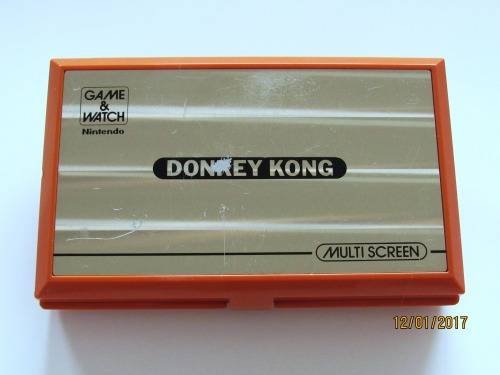 GAME
&
WATCH
Nintendo
DONKEY KONG
MULTI SCREEN
12/01/2017